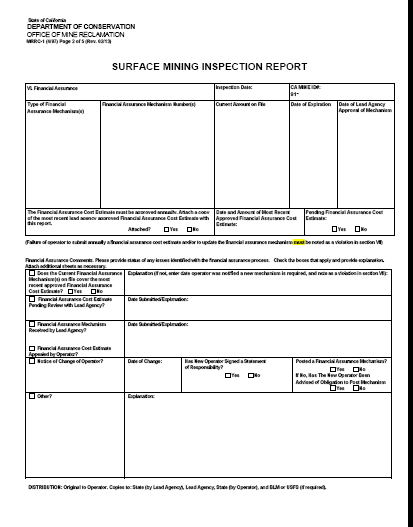 State of California
DEPARTMENT OF CONSERVATION
OFFICE OF MINE RECLAMATION
MRRC-1 (4/97) Page 3 of 5 (Rev. 07/13)
SURFACE MINING INSPECTION REPORT
VI. Financial Assurance
Inspection Date:
CA MINE ID#:
91-
Type of Financial
Assurance Mechanism(s)
Financial Assurance Mechanism Number(s)
Current Amount on File
Date of Expiration
Date of Lead Agency
Approval of Mechanism
The Financial Assurance Cost Estimate must be approved annually. Attach a copy
of the most recent lead agency approved Financial Assurance Cost Estimate with
this report.
Attached? Yes No
Date and Amount of Most Recent
Approved Financial Assurance Cost
Estimate:
Pending Financial Assurance Cost
Estimate:
Yes No
(Failure of operator to submit annually a financial assurance cost estimate and/or to update the financial assurance mechanism must be noted as a violation in section VII)
Financial Assurance Comments. Please provide status of any issues identified with the financial assurance process. Check the boxes that apply and provide explanation.
Attach additional sheets as necessary.
Does the Current Financial Assurance
Mechanism(s) on file cover the most
recent approved Financial Assurance
Cost Estimate? Yes No
Explanation (if not, enter date operator was notified a new mechanism is required, and note as a violation in section VII):
Financial Assurance Cost Estimate
Pending Review with Lead Agency?
Date Submitted/Explanation:
Financial Assurance Mechanism
Received by Lead Agency?
Date Submitted/Explanation:
Financial Assurance Cost Estimate
Appealed by Operator?
Notice of Change of Operator?
Date of Change:
Has New Operator Signed a Statement
of Responsibility?
Yes No
Posted a Financial Assurance Mechanism?
Yes No
If No, Has The New Operator Been
Advised of Obligation to Post Mechanism
Yes No
Other?
Explanation:
DISTRIBUTION: Original to Operator. Copies to: State (by Lead Agency), Lead Agency, State (by Operator), and BLM or USFS (if required).